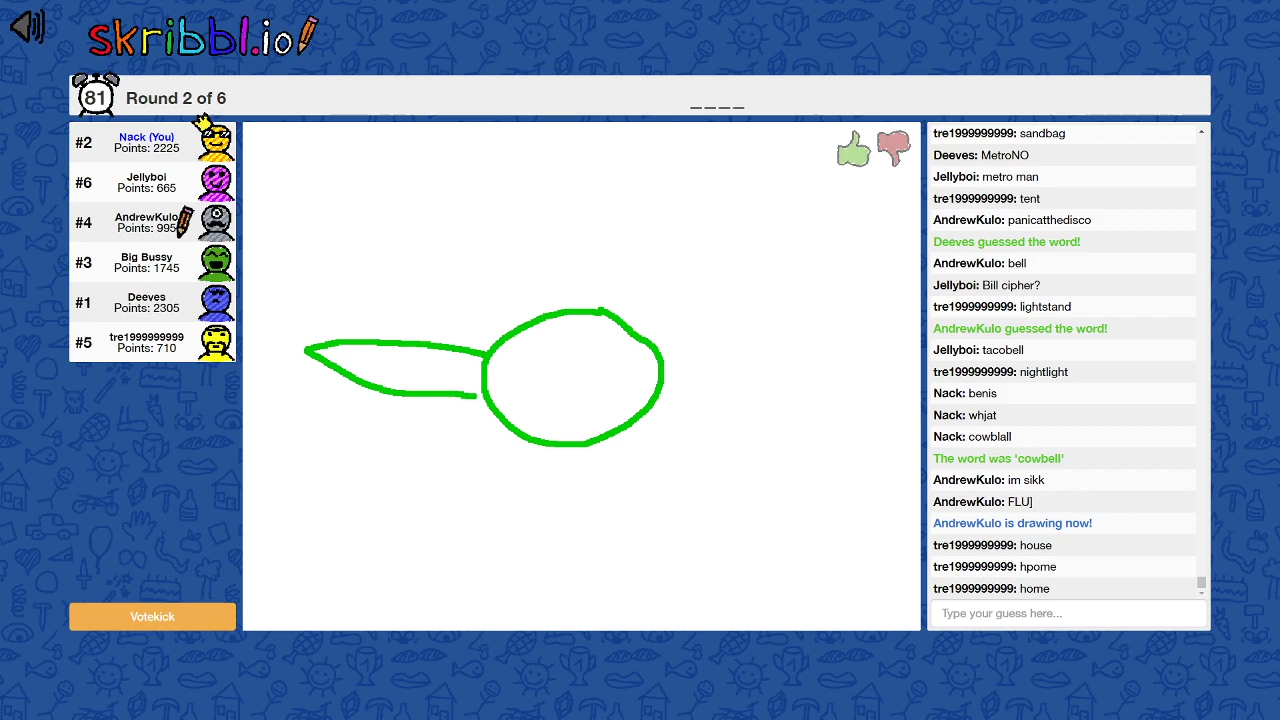 skribbl.io
81
Round 2 of 6
____
#2
Nack (You)
Points: 2225
#6
Jellyboi
Points: 665
#4
AndrewKulo
Points: 995
#3
Big Bussy
Points: 1745
#1
Deeves
Points: 2305
#5
tre1999999999
Points: 710
Votekick
tre1999999999: sandbag
Deeves: MetroNO
Jellyboi: metro man
tre1999999999: tent
AndrewKulo: panicatthedisco
Deeves guessed the word!
AndrewKulo: bell
Jellyboi: Bill cipher?
tre1999999999: lightstand
AndrewKulo guessed the word!
Jellyboi: tacobell
tre1999999999: nightlight
Nack: benis
Nack: whjat
Nack: cowblall
The word was 'cowbell'
AndrewKulo: im sikk
AndrewKulo: FLU]
AndrewKulo is drawing now!
tre1999999999: house
tre1999999999: hpome
tre1999999999: home
Type your guess here...